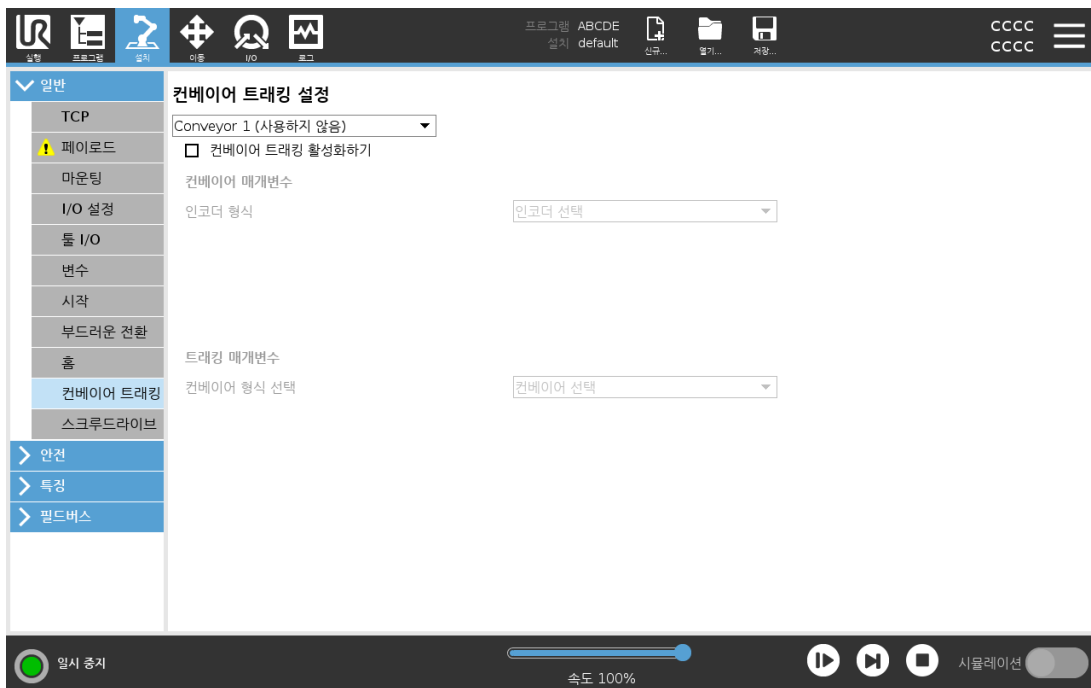 UR
프로그램 ABCDE
설치 default
CCCC
CCCC
실행
프로그램
설치
이동
I/O
로그
신규...
열기...
저장...
일반
TCP
페이로드
마운팅
I/O 설정
툴 I/O
변수
시작
부드러운 전환
홈
컨베이어 트래킹
스크루드라이브
안전
특징
필드버스
컨베이어 트래킹 설정
Conveyor 1 (사용하지 않음)
컨베이어 트래킹 활성화하기
컨베이어 매개변수
인코더 형식
인코더 선택
트래킹 매개변수
컨베이어 형식 선택
컨베이어 선택
일시 중지
속도 100%
시뮬레이션